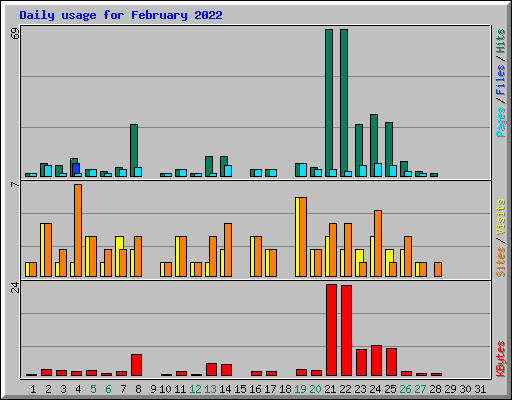 Daily usage for February 2022
69
Pages / Files / Hits
7
Sites / Visits
24
KBytes
1 2 3 4 5 6 7 8 9 10 11 12 13 14 15 16 17 18 19 20 21 22 23 24 25 26 27 28 29 30 31